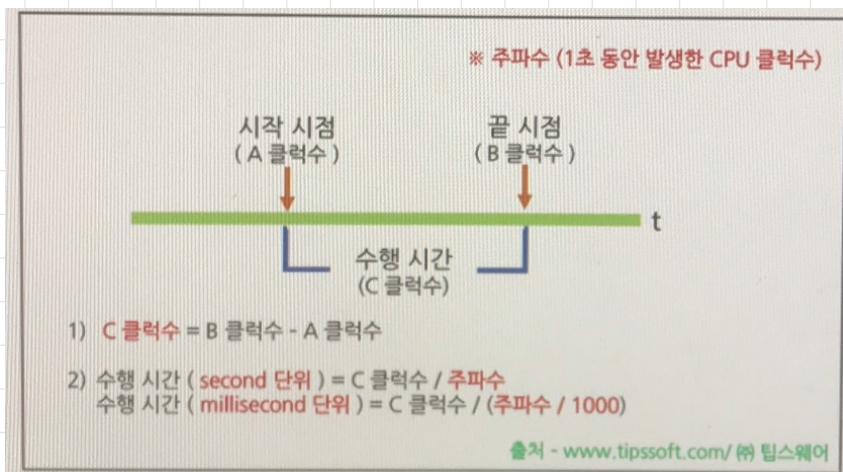 ※ 주파수 (1초 동안 발생한 CPU 클럭수)
시작 시점
( A 클럭수 )
끝 시점
( B 클럭수 )
t
수행 시간
(C 클럭수)
1) C 클럭수 = B 클럭수 - A 클럭수
2) 수행 시간 ( second 단위 ) = C 클럭수 / 주파수
수행 시간 ( millisecond 단위 ) = C 클럭수 / (주파수 / 1000)
출처 - www.tipssoft.com/ ㈜ 팁스웨어